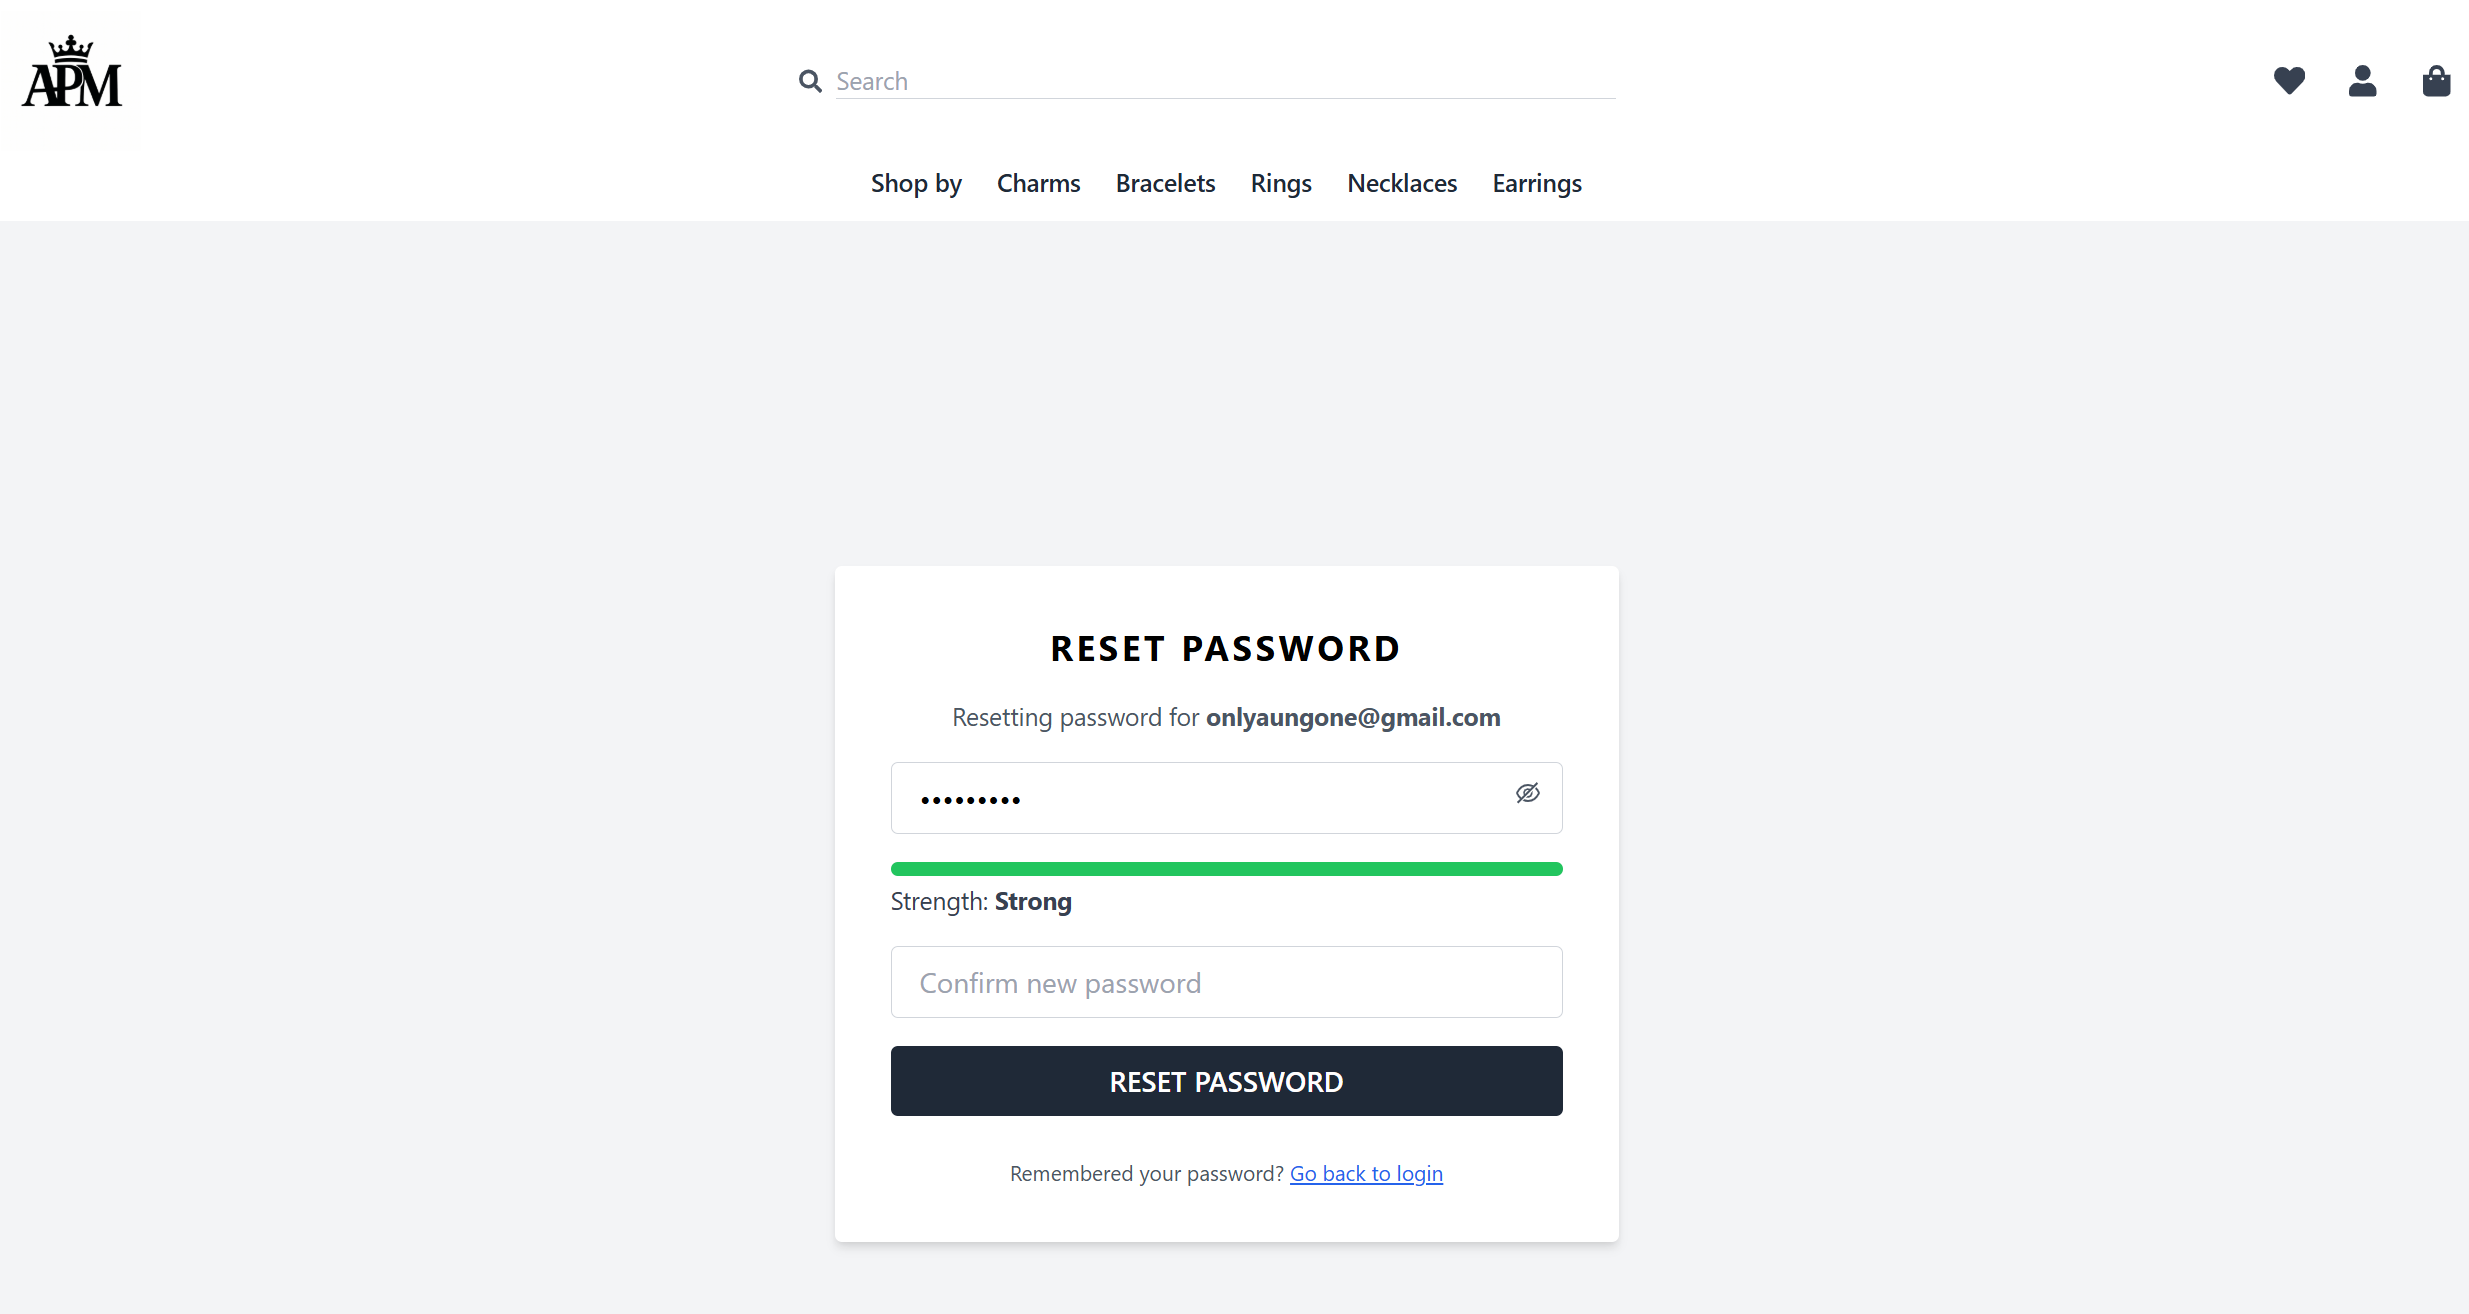 APM
Search
Shop by Charms Bracelets Rings Necklaces Earrings
RESET PASSWORD
Resetting password for onlyaungone@gmail.com
•••••••••
Strength: Strong
Confirm new password
RESET PASSWORD
Remembered your password? Go back to login